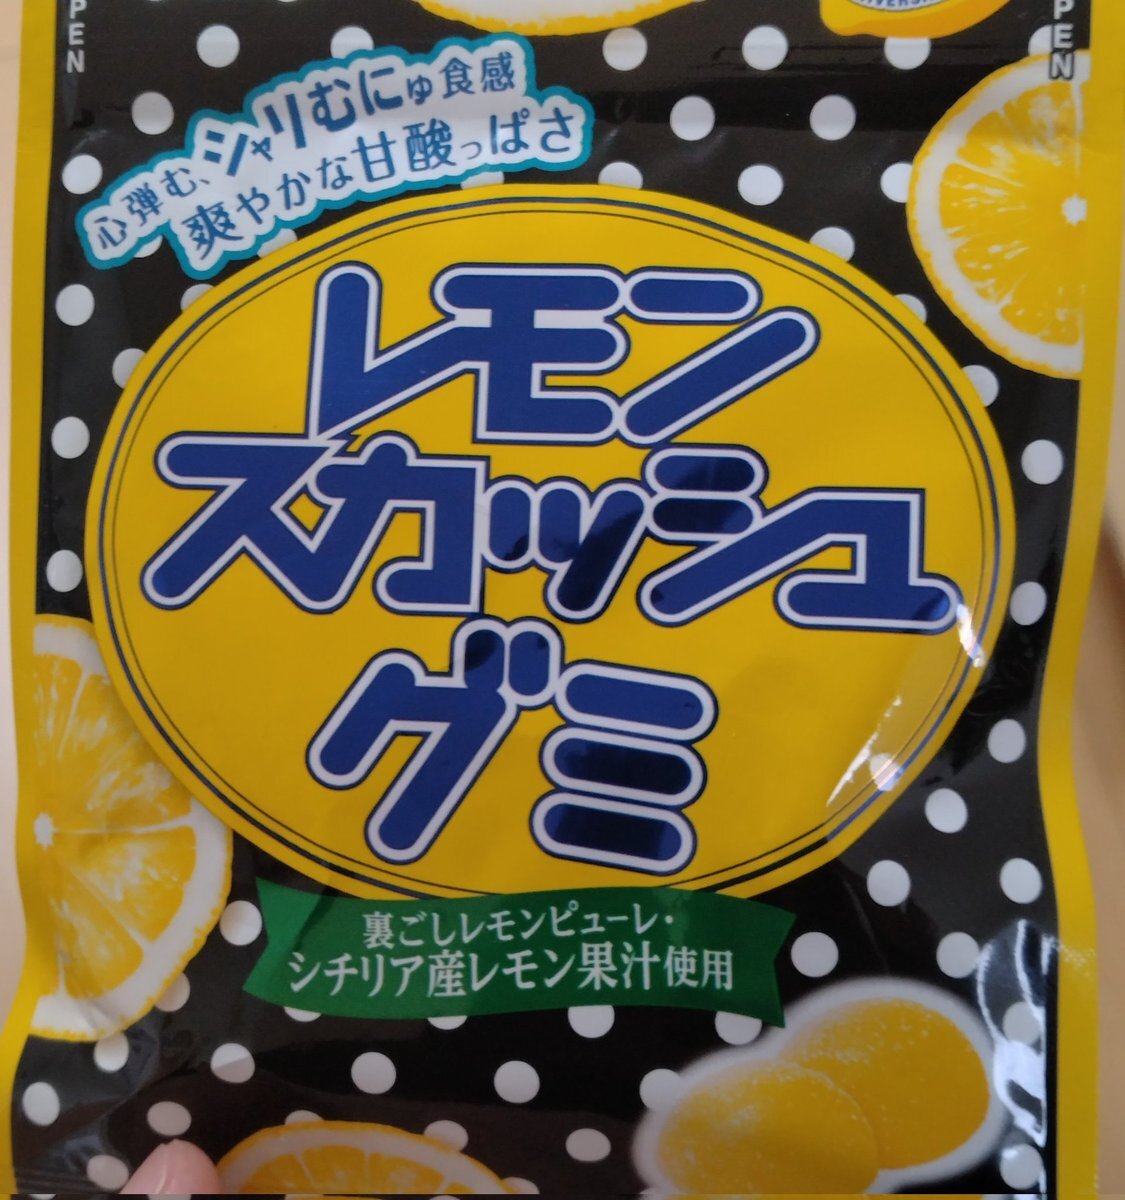 PEN
PEN
心弾む、シャリむにゅ食感
爽やかな甘酸っぱさ
レモン
スカッシュ
グミ
裏ごしレモンピューレ・
シチリア産レモン果汁使用